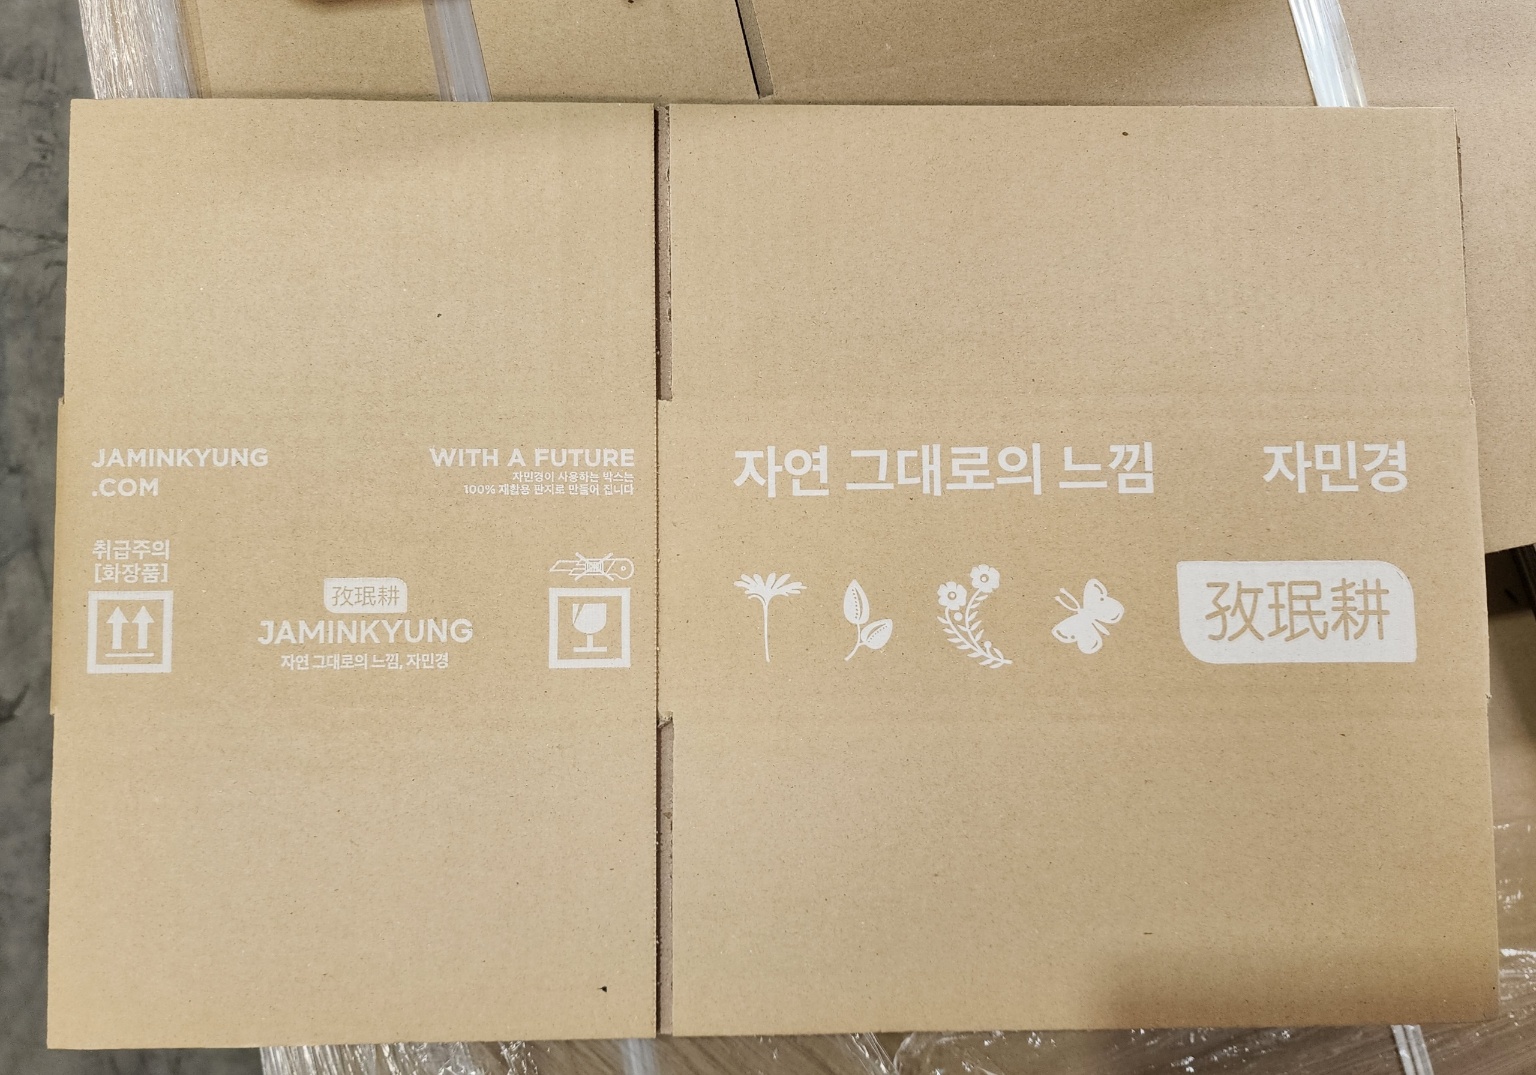 JAMINKYUNG
.COM
WITH A FUTURE
자민경이 사용하는 박스는
100% 재활용 판지로 만들어 집니다
취급주의
[화장품]
孜珉耕
JAMINKYUNG
자연 그대로의 느낌, 자민경
자연 그대로의 느낌
자민경
孜珉耕